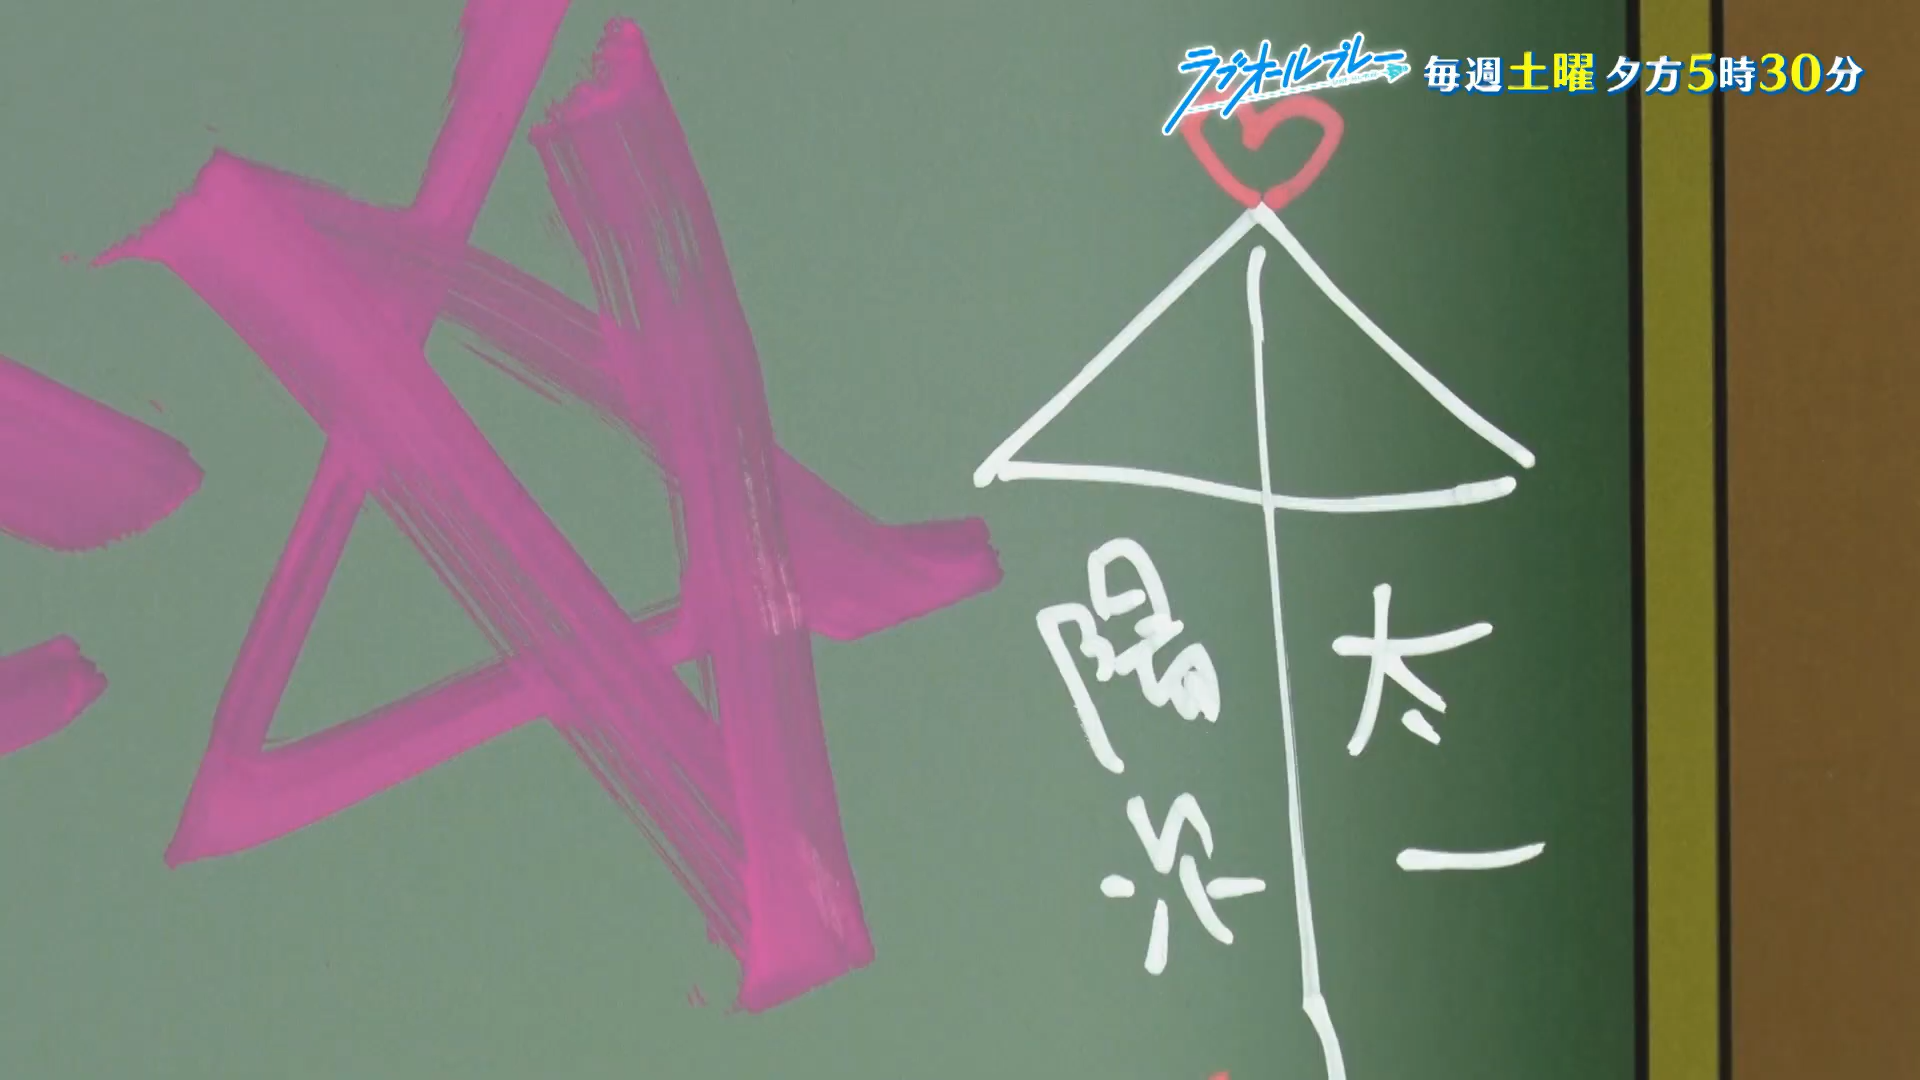 ラブオールプレー 毎週土曜 夕方5時30分
太一
陽次